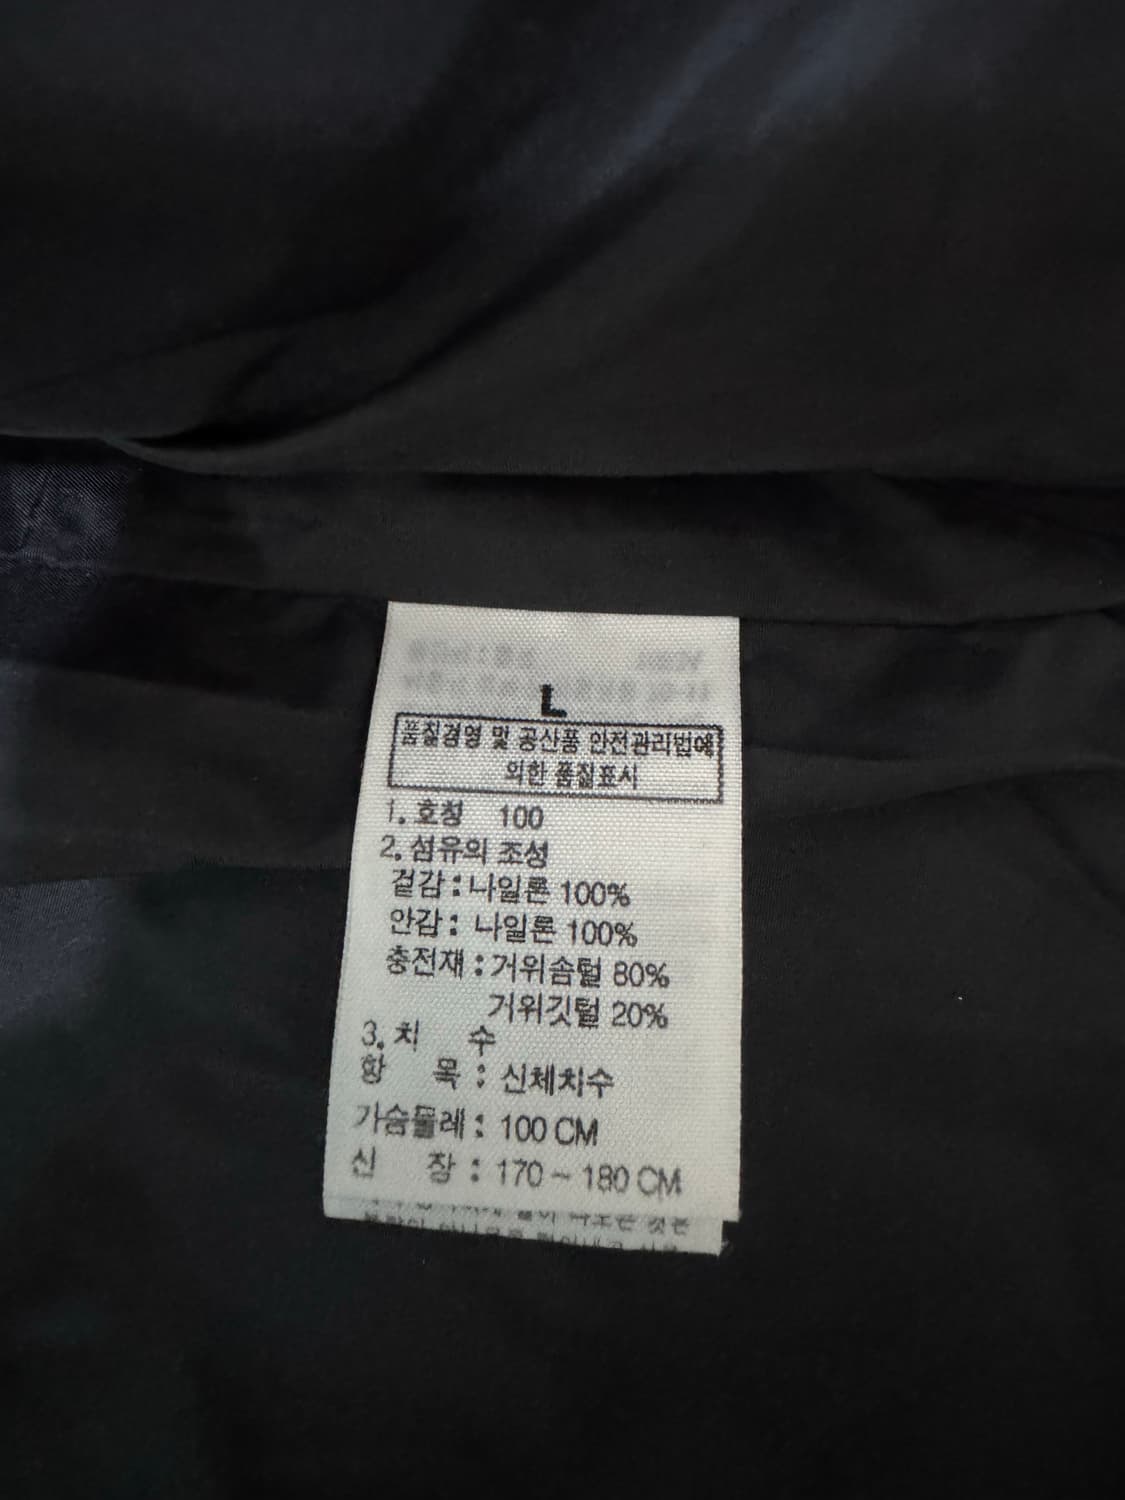 L
품질경영 및 공산품 안전관리법에
의한 품질표시
1. 호칭 100
2. 섬유의 조성
겉감 : 나일론 100%
안감 : 나일론 100%
충전재 : 거위솜털 80%
거위깃털 20%
3. 치 수
항 목 : 신체치수
가슴둘레 : 100 CM
신 장 : 170 ~ 180 CM